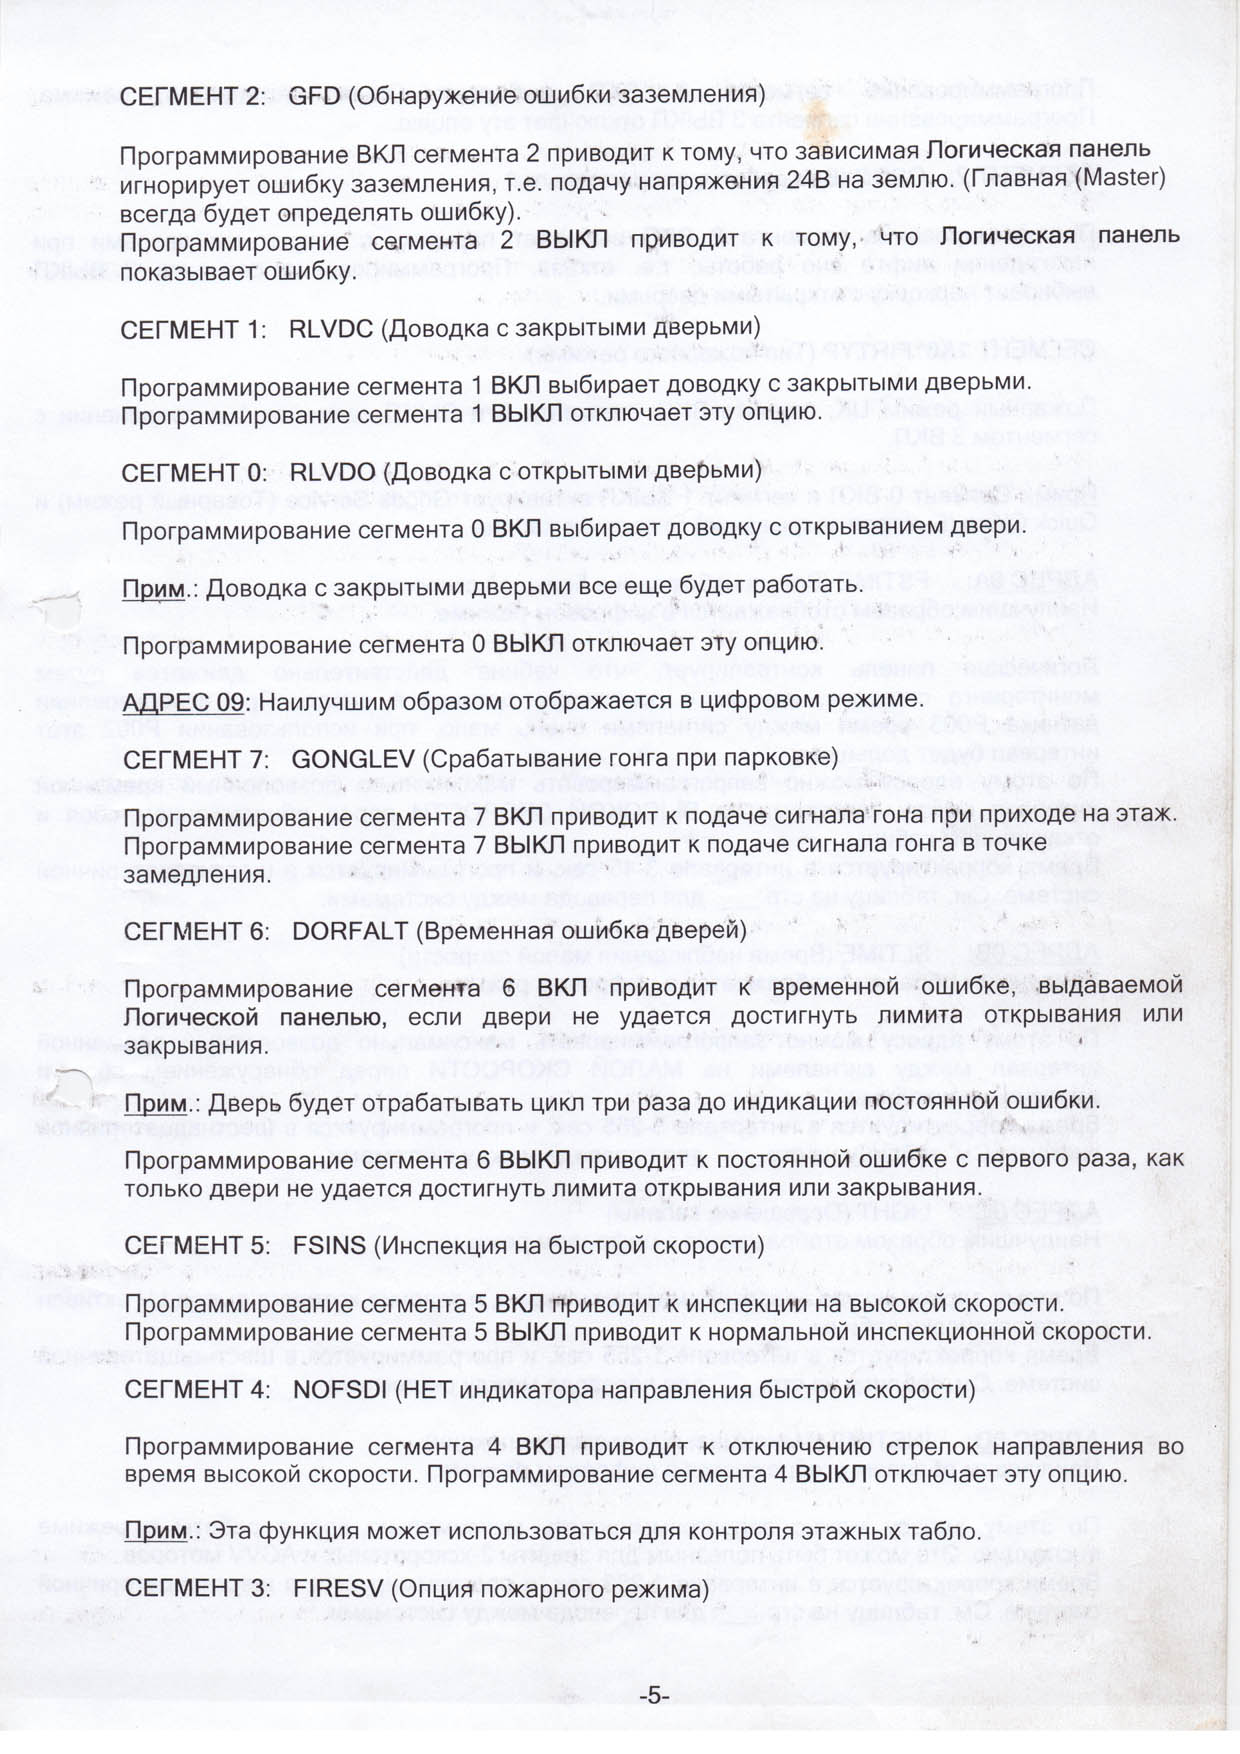 СЕГМЕНТ 2: GFD (Обнаружение ошибки заземления)
Программирование ВКЛ сегмента 2 приводит к тому, что зависимая Логическая панель
игнорирует ошибку заземления, т.е. подачу напряжения 24В на землю. (Главная (Master)
всегда будет определять ошибку).
Программирование сегмента 2 ВЫКЛ приводит к тому, что Логическая панель
показывает ошибку.
СЕГМЕНТ 1: RLVDC (Доводка с закрытыми дверьми)
Программирование сегмента 1 ВКЛ выбирает доводку с закрытыми дверьми.
Программирование сегмента 1 ВЫКЛ отключает эту опцию.
СЕГМЕНТ 0: RLVDO (Доводка с открытыми дверьми)
Программирование сегмента 0 ВКЛ выбирает доводку с открыванием двери.
Прим.: Доводка с закрытыми дверьми все еще будет работать.
Программирование сегмента 0 ВЫКЛ отключает эту опцию.
АДРЕС 09: Наилучшим образом отображается в цифровом режиме.
СЕГМЕНТ 7: GONGLEV (Срабатывание гонга при парковке)
Программирование сегмента 7 ВКЛ приводит к подаче сигнала гона при приходе на этаж.
Программирование сегмента 7 ВЫКЛ приводит к подаче сигнала гонга в точке
замедления.
СЕГМЕНТ 6: DORFALT (Временная ошибка дверей)
Программирование сегмента 6 ВКЛ приводит к временной ошибке, выдаваемой
Логической панелью, если двери не удается достигнуть лимита открывания или
закрывания.
Прим.: Дверь будет отрабатывать цикл три раза до индикации постоянной ошибки.
Программирование сегмента 6 ВЫКЛ приводит к постоянной ошибке с первого раза, как
только двери не удается достигнуть лимита открывания или закрывания.
СЕГМЕНТ 5: FSINS (Инспекция на быстрой скорости)
Программирование сегмента 5 ВКЛ приводит к инспекции на высокой скорости.
Программирование сегмента 5 ВЫКЛ приводит к нормальной инспекционной скорости.
СЕГМЕНТ 4: NOFSDI (НЕТ индикатора направления быстрой скорости)
Программирование сегмента 4 ВКЛ приводит к отключению стрелок направления во
время высокой скорости. Программирование сегмента 4 ВЫКЛ отключает эту опцию.
Прим.: Эта функция может использоваться для контроля этажных табло.
СЕГМЕНТ 3: FIRESV (Опция пожарного режима)
-5-